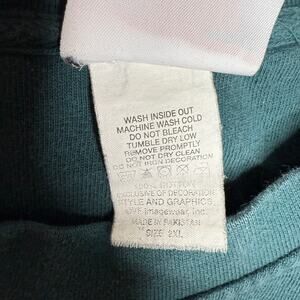 WASH INSIDE OUT
MACHINE WASH COLD
DO NOT BLEACH
TUMBLE DRY LOW
REMOVE PROMPTLY
DO NOT DRY CLEAN
DO NOT IRON DECORATION
100% COTTON
EXCLUSIVE OF DECORATION
STYLE AND GRAPHICS
©VF Imagewear, Inc.
MADE IN PAKISTAN
SIZE 2XL